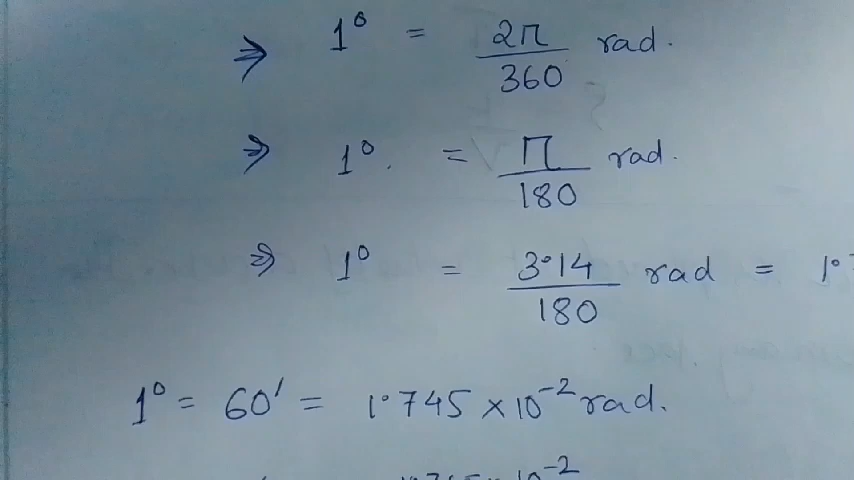 ⇒ 1° = 2π/360 rad.
⇒ 1°. = π/180 rad.
⇒ 1° = 3.14/180 rad = 1.
1° = 60′ = 1.745 × 10⁻² rad.